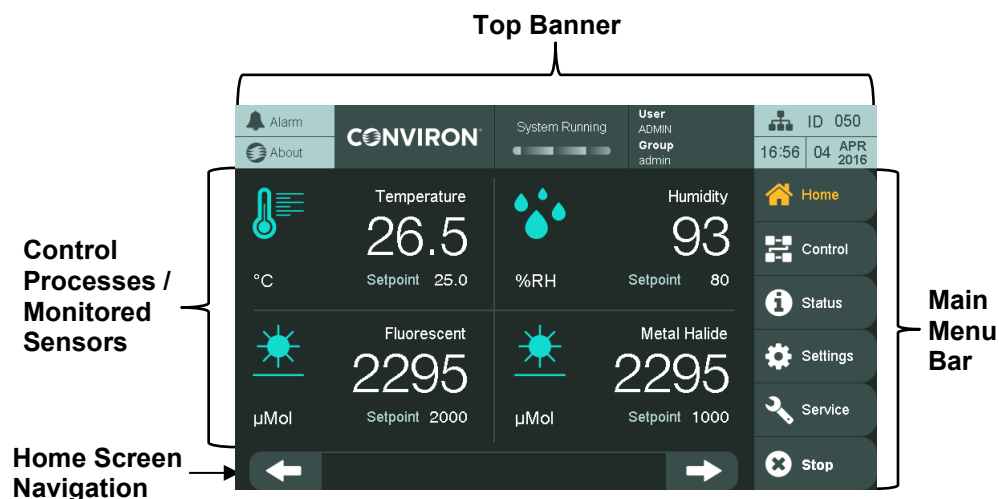 Top Banner
Alarm
About
CONVIRON
System Running
User
ADMIN
Group
admin
ID 050
16:56 04 APR 2016
Control
Processes /
Monitored
Sensors
Temperature
26.5
°C Setpoint 25.0
Humidity
93
%RH Setpoint 80
Fluorescent
2295
µMol Setpoint 2000
Metal Halide
2295
µMol Setpoint 1000
Home
Control
Status
Settings
Service
Stop
Main
Menu
Bar
Home Screen
Navigation